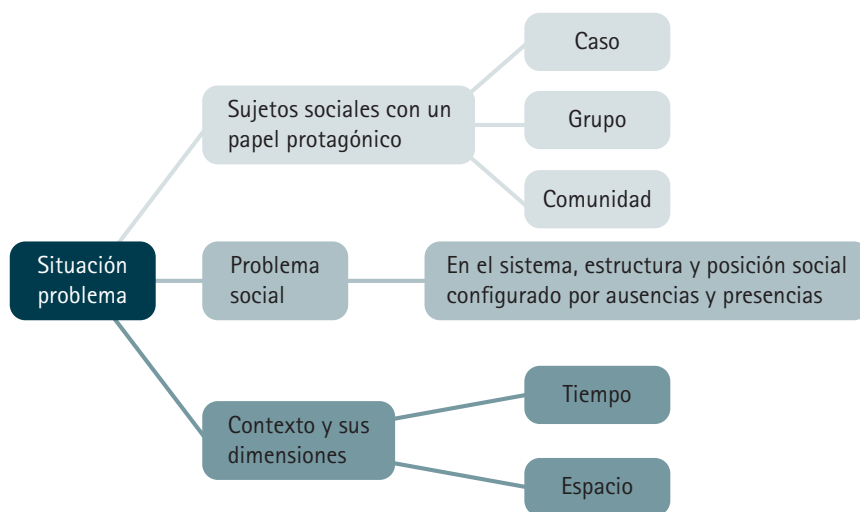 Situación
problema
Sujetos sociales con un
papel protagónico
Caso
Grupo
Comunidad
Problema
social
En el sistema, estructura y posición social
configurado por ausencias y presencias
Contexto y sus
dimensiones
Tiempo
Espacio